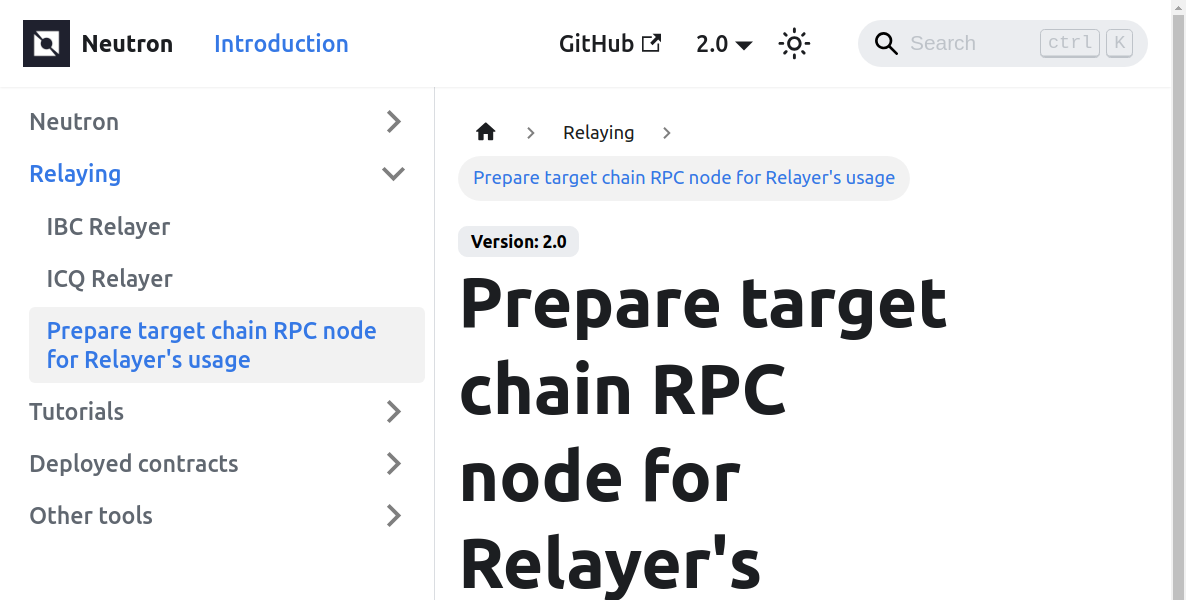 Neutron
Introduction
GitHub
2.0
Search
ctrl
K
Neutron
Relaying
IBC Relayer
ICQ Relayer
Prepare target chain RPC node
for Relayer's usage
Tutorials
Deployed contracts
Other tools
Relaying
Prepare target chain RPC node for Relayer's usage
Version: 2.0
Prepare target
chain RPC
node for
Relayer's